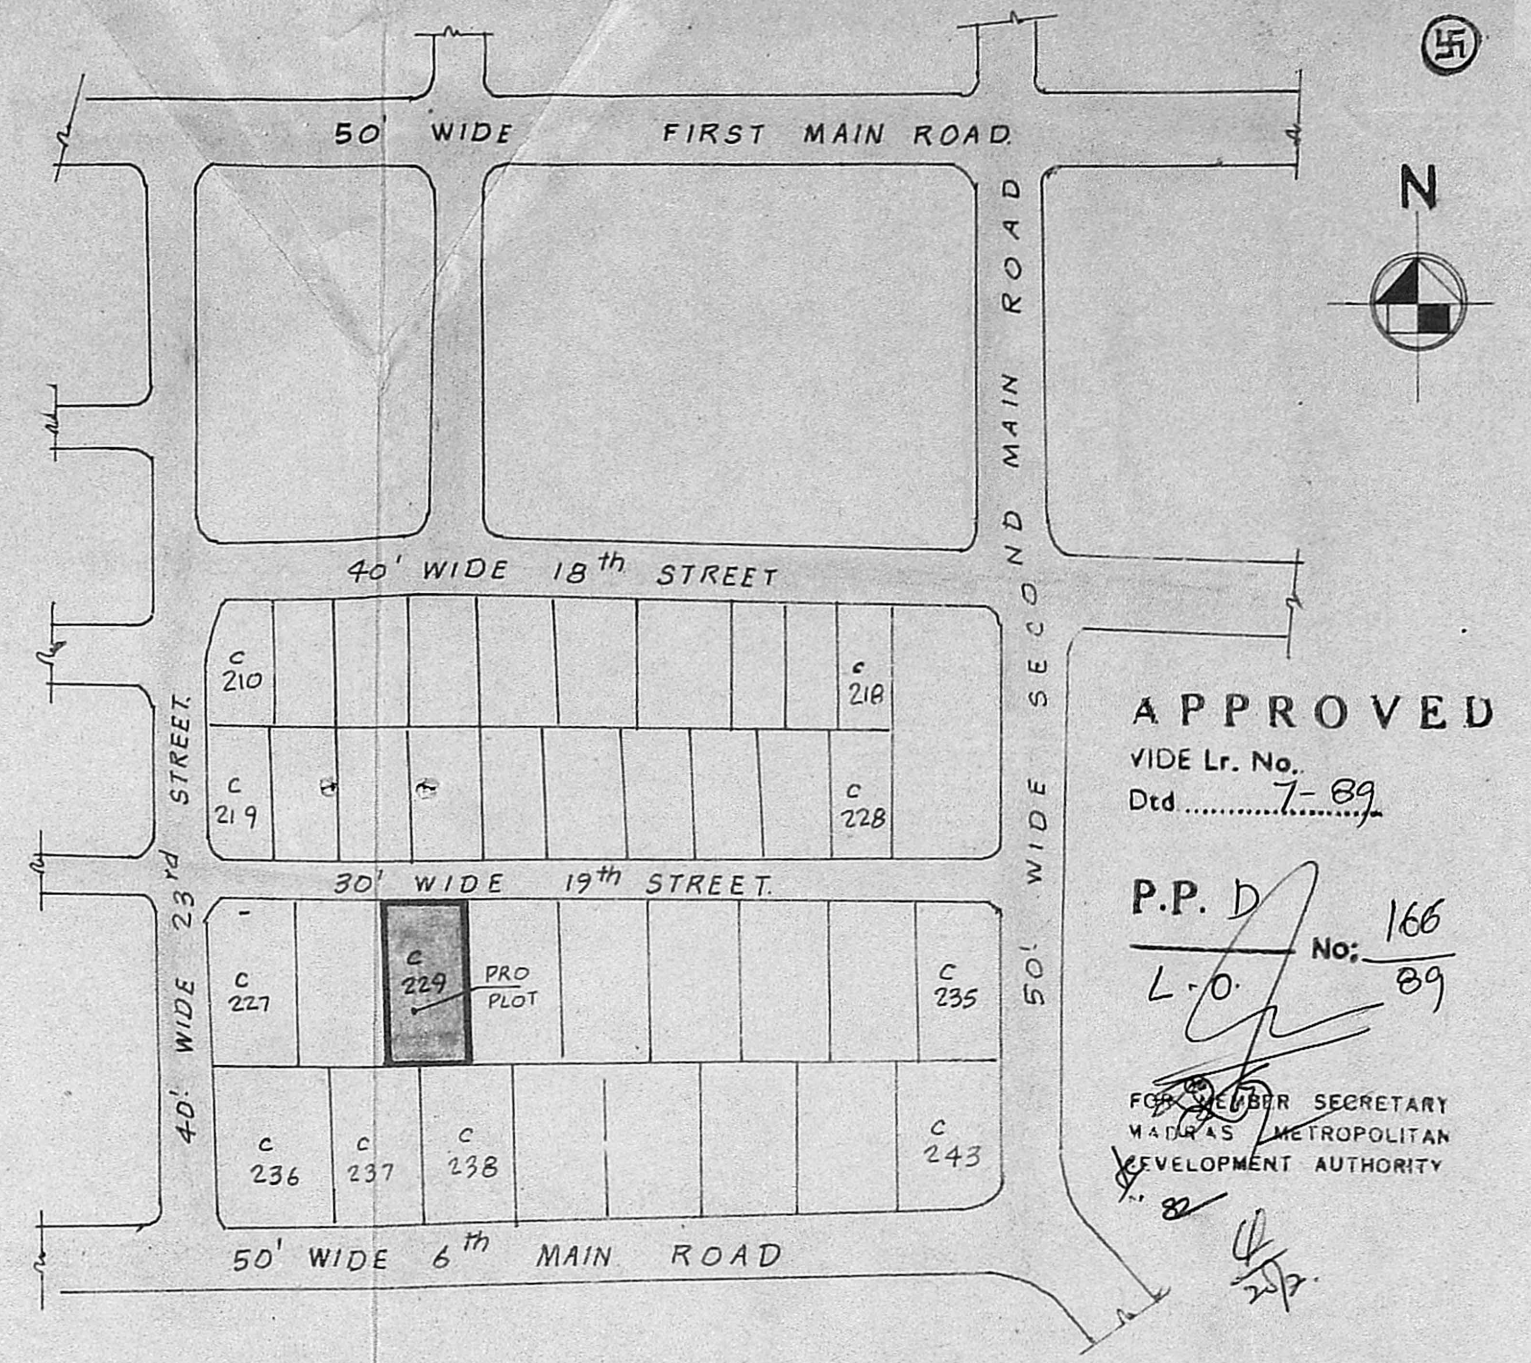 50' WIDE FIRST MAIN ROAD.
N
50' WIDE SECOND MAIN ROAD
40' WIDE 18th STREET
C
210
C
218
C
219
C
228
40' WIDE 23rd STREET.
30' WIDE 19th STREET.
C
227
C
229
PRO
PLOT
C
235
C
236
C
237
C
238
C
243
50' WIDE 6th MAIN ROAD
APPROVED
VIDE Lr. No..
Dtd ........ 7-89
P.P. D
L.O.
No: 166
89
FOR MEMBER SECRETARY
MADRAS METROPOLITAN
DEVELOPMENT AUTHORITY